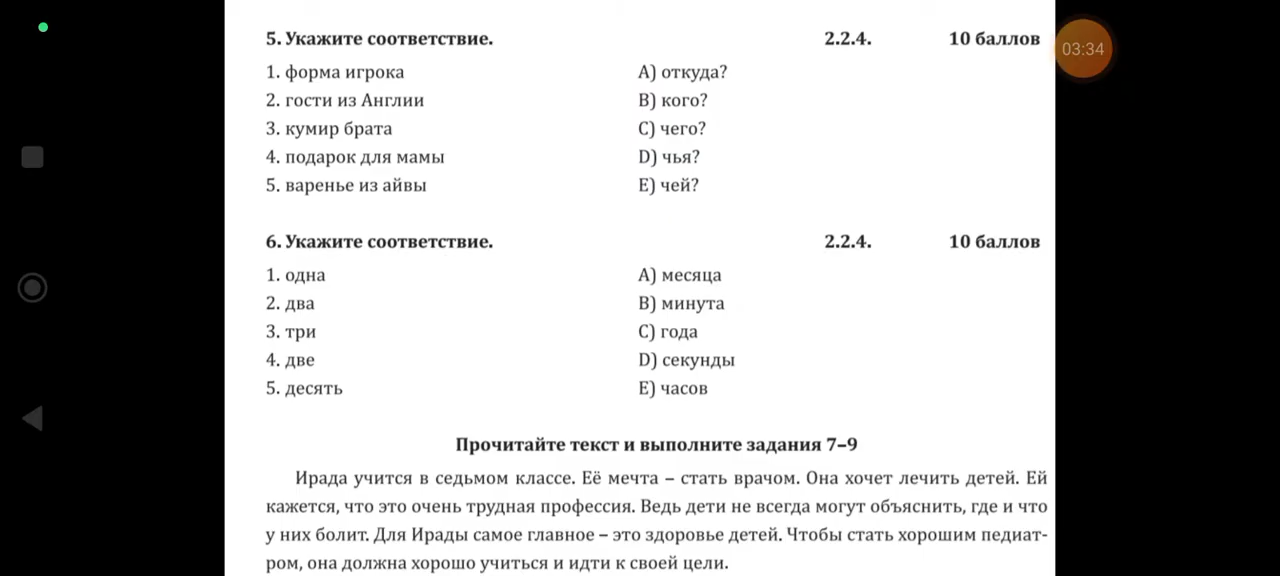 5. Укажите соответствие. 2.2.4. 10 баллов
1. форма игрока A) откуда?
2. гости из Англии B) кого?
3. кумир брата C) чего?
4. подарок для мамы D) чья?
5. варенье из айвы E) чей?
6. Укажите соответствие. 2.2.4. 10 баллов
1. одна A) месяца
2. два B) минута
3. три C) года
4. две D) секунды
5. десять E) часов
Прочитайте текст и выполните задания 7–9
Ирада учится в седьмом классе. Её мечта – стать врачом. Она хочет лечить детей. Ей
кажется, что это очень трудная профессия. Ведь дети не всегда могут объяснить, где и что
у них болит. Для Ирады самое главное – это здоровье детей. Чтобы стать хорошим педиат-
ром, она должна хорошо учиться и идти к своей цели.
03:34